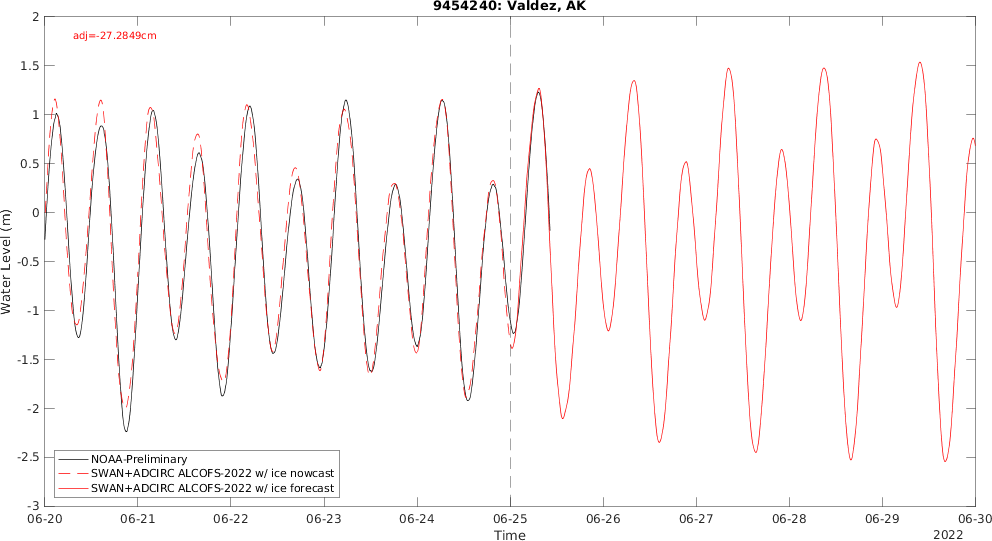 9454240: Valdez, AK
adj=-27.2849cm
2
1.5
1
0.5
0
-0.5
-1
-1.5
-2
-2.5
-3
Water Level (m)
NOAA-Preliminary
SWAN+ADCIRC ALCOFS-2022 w/ ice nowcast
SWAN+ADCIRC ALCOFS-2022 w/ ice forecast
06-20 06-21 06-22 06-23 06-24 06-25 06-26 06-27 06-28 06-29 06-30
Time
2022